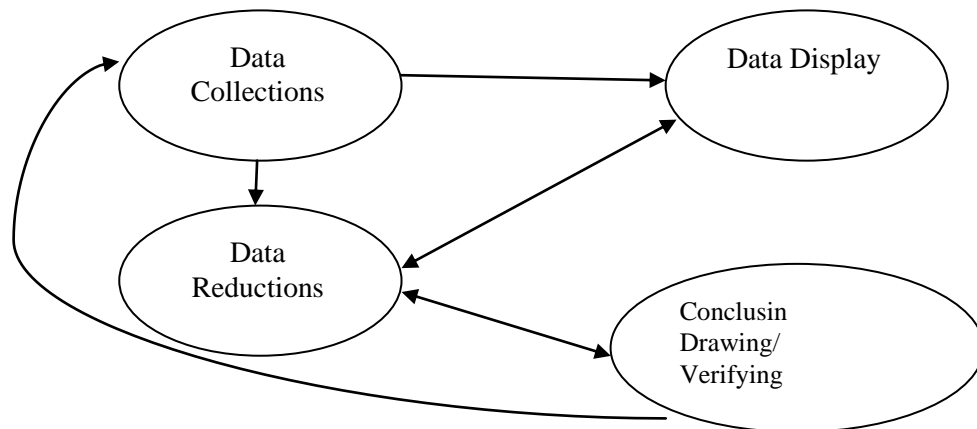 Data
Collections
Data Display
Data
Reductions
Conclusin
Drawing/
Verifying